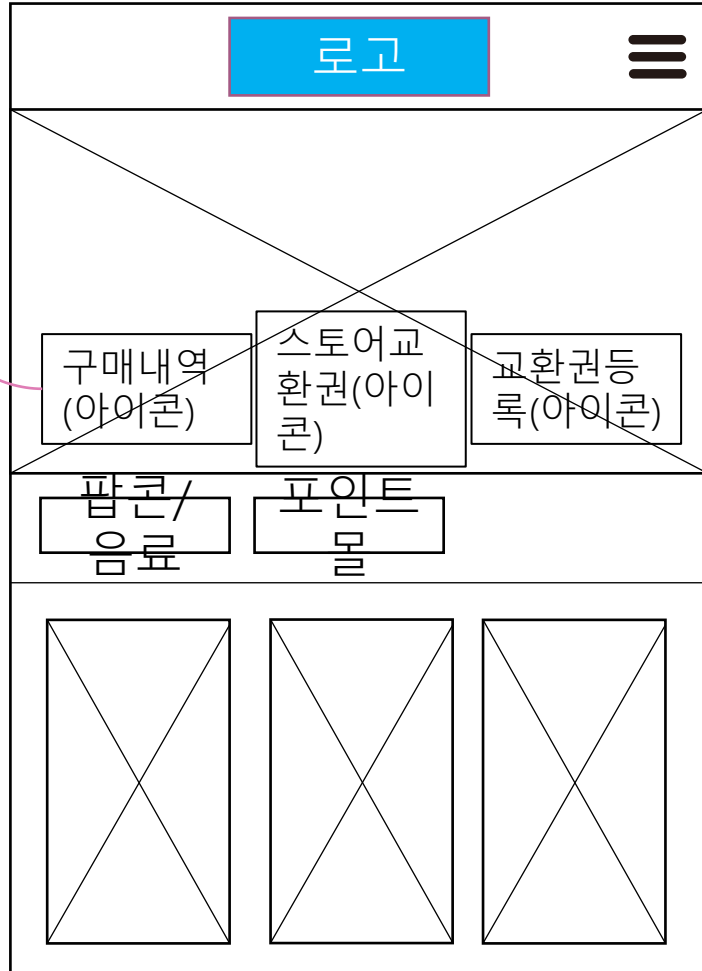 로고
구매내역
(아이콘)
스토어교
환권(아이
콘)
교환권등
록(아이콘)
팝콘/
음료
포인트
몰